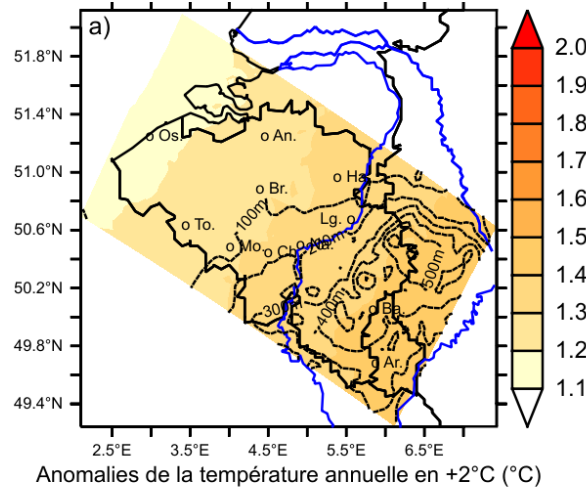 a)
2.0
51.8°N
1.9
51.4°N
1.8
Os.
An.
1.7
51.0°N
Ha.
1.6
Br.
100m
50.6°N
To.
Lg.
1.5
Mo.
Ch.
Na.
200m
500m
1.4
50.2°N
300m
400m
Ba.
1.3
49.8°N
1.2
Ar.
49.4°N
1.1
2.5°E 3.5°E 4.5°E 5.5°E 6.5°E
Anomalies de la température annuelle en +2°C (°C)